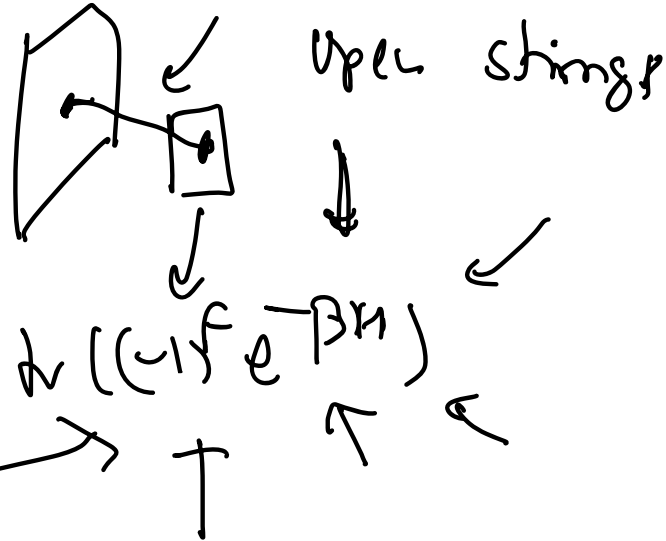 open strings
tr((-1)^F e^{-βH})